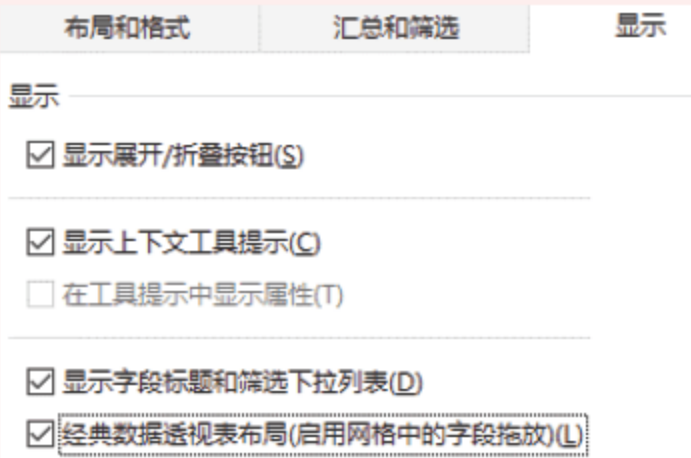 布局和格式 汇总和筛选 显示
显示
显示展开/折叠按钮(S)
显示上下文工具提示(C)
在工具提示中显示属性(T)
显示字段标题和筛选下拉列表(D)
经典数据透视表布局(启用网格中的字段拖放)(L)